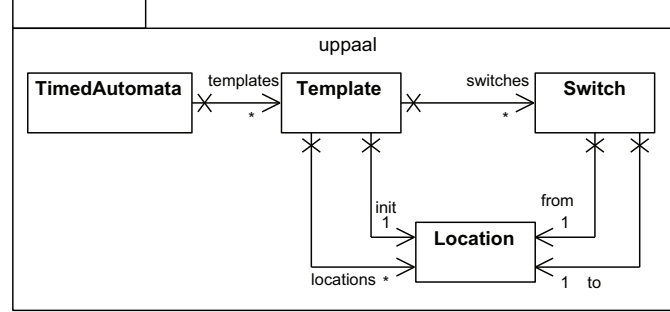 uppaal
TimedAutomata
templates
*
Template
switches
*
Switch
init
1
from
1
Location
locations *
1 to